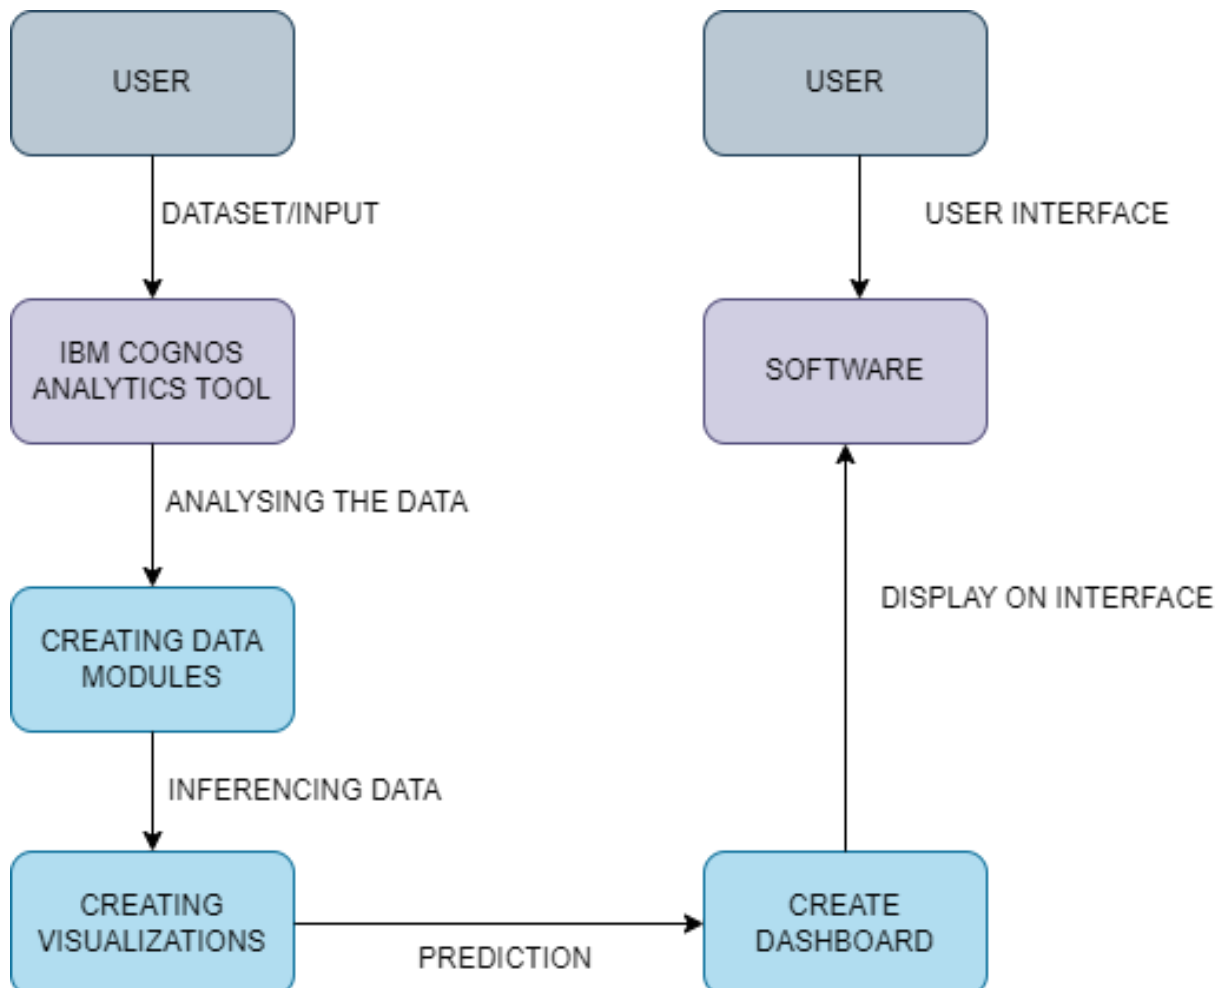 USER
USER
DATASET/INPUT
USER INTERFACE
IBM COGNOS
ANALYTICS TOOL
SOFTWARE
ANALYSING THE DATA
DISPLAY ON INTERFACE
CREATING DATA
MODULES
INFERENCING DATA
CREATING
VISUALIZATIONS
PREDICTION
CREATE
DASHBOARD